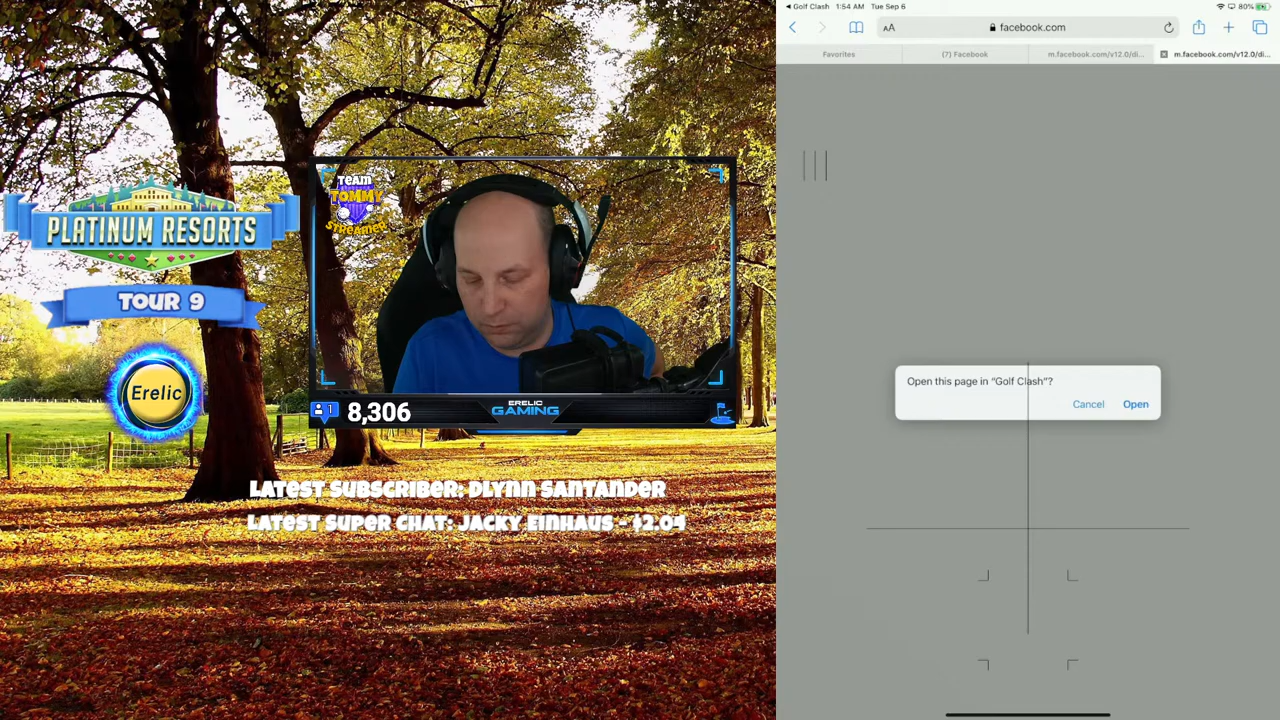 Golf Clash 1:54 AM Tue Sep 6
80%
AA
facebook.com
Favorites
(7) Facebook
m.facebook.com/v12.0/di...
m.facebook.com/v12.0/di...
TEAM
TOMMY
STREAMER
PLATINUM RESORTS
TOUR 9
Erelic
Open this page in “Golf Clash”?
Cancel
Open
1
8,306
ERELIC
GAMING
Latest Subscriber: Dlynn Santander
Latest Super Chat: Jacky Einhaus - $2.04